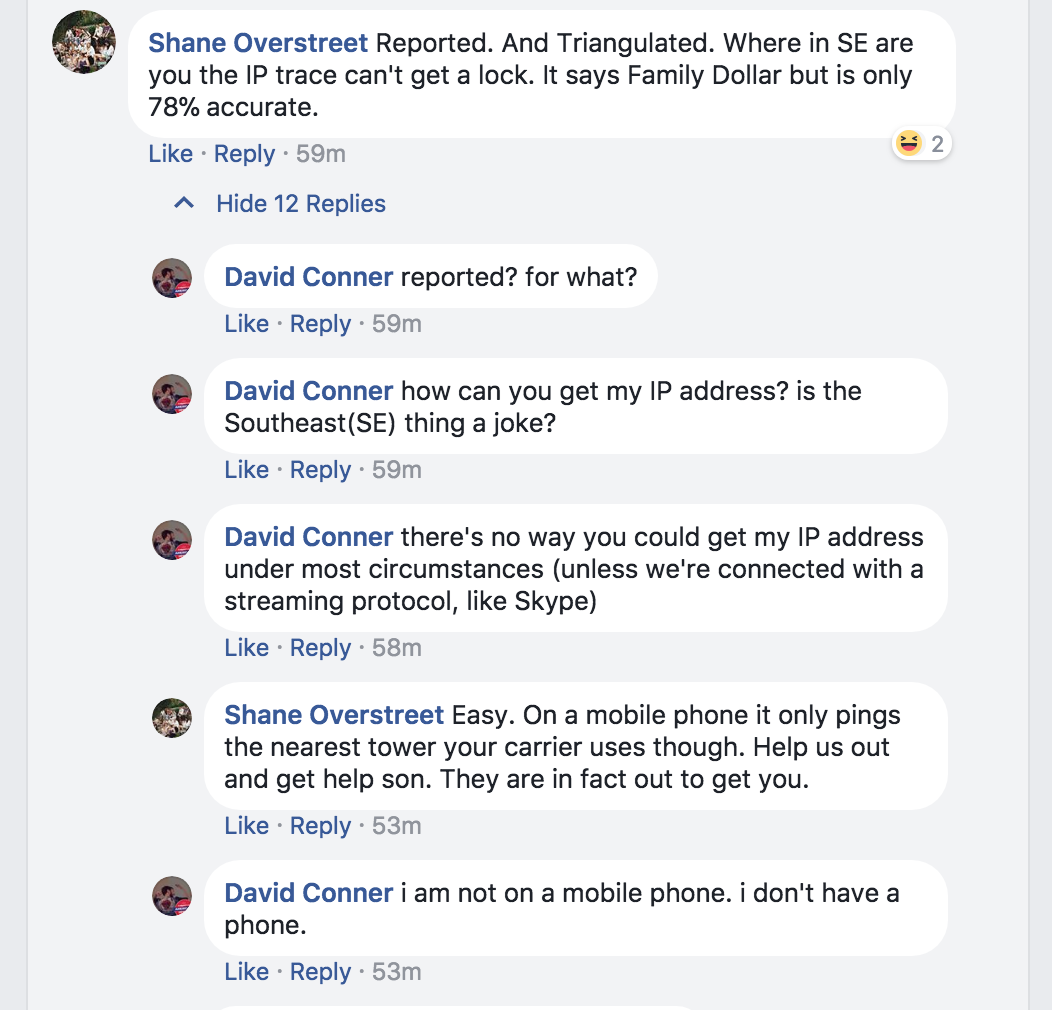 Shane Overstreet Reported. And Triangulated. Where in SE are
you the IP trace can't get a lock. It says Family Dollar but is only
78% accurate.
2
Like · Reply · 59m
Hide 12 Replies
David Conner reported? for what?
Like · Reply · 59m
David Conner how can you get my IP address? is the
Southeast(SE) thing a joke?
Like · Reply · 59m
David Conner there's no way you could get my IP address
under most circumstances (unless we're connected with a
streaming protocol, like Skype)
Like · Reply · 58m
Shane Overstreet Easy. On a mobile phone it only pings
the nearest tower your carrier uses though. Help us out
and get help son. They are in fact out to get you.
Like · Reply · 53m
David Conner i am not on a mobile phone. i don't have a
phone.
Like · Reply · 53m